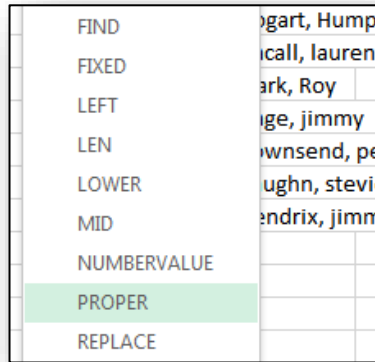 FIND
FIXED
LEFT
LEN
LOWER
MID
NUMBERVALUE
PROPER
REPLACE
ogart, Hump
call, lauren
ark, Roy
ge, jimmy
ownsend, pe
ughn, stevi
endrix, jimm